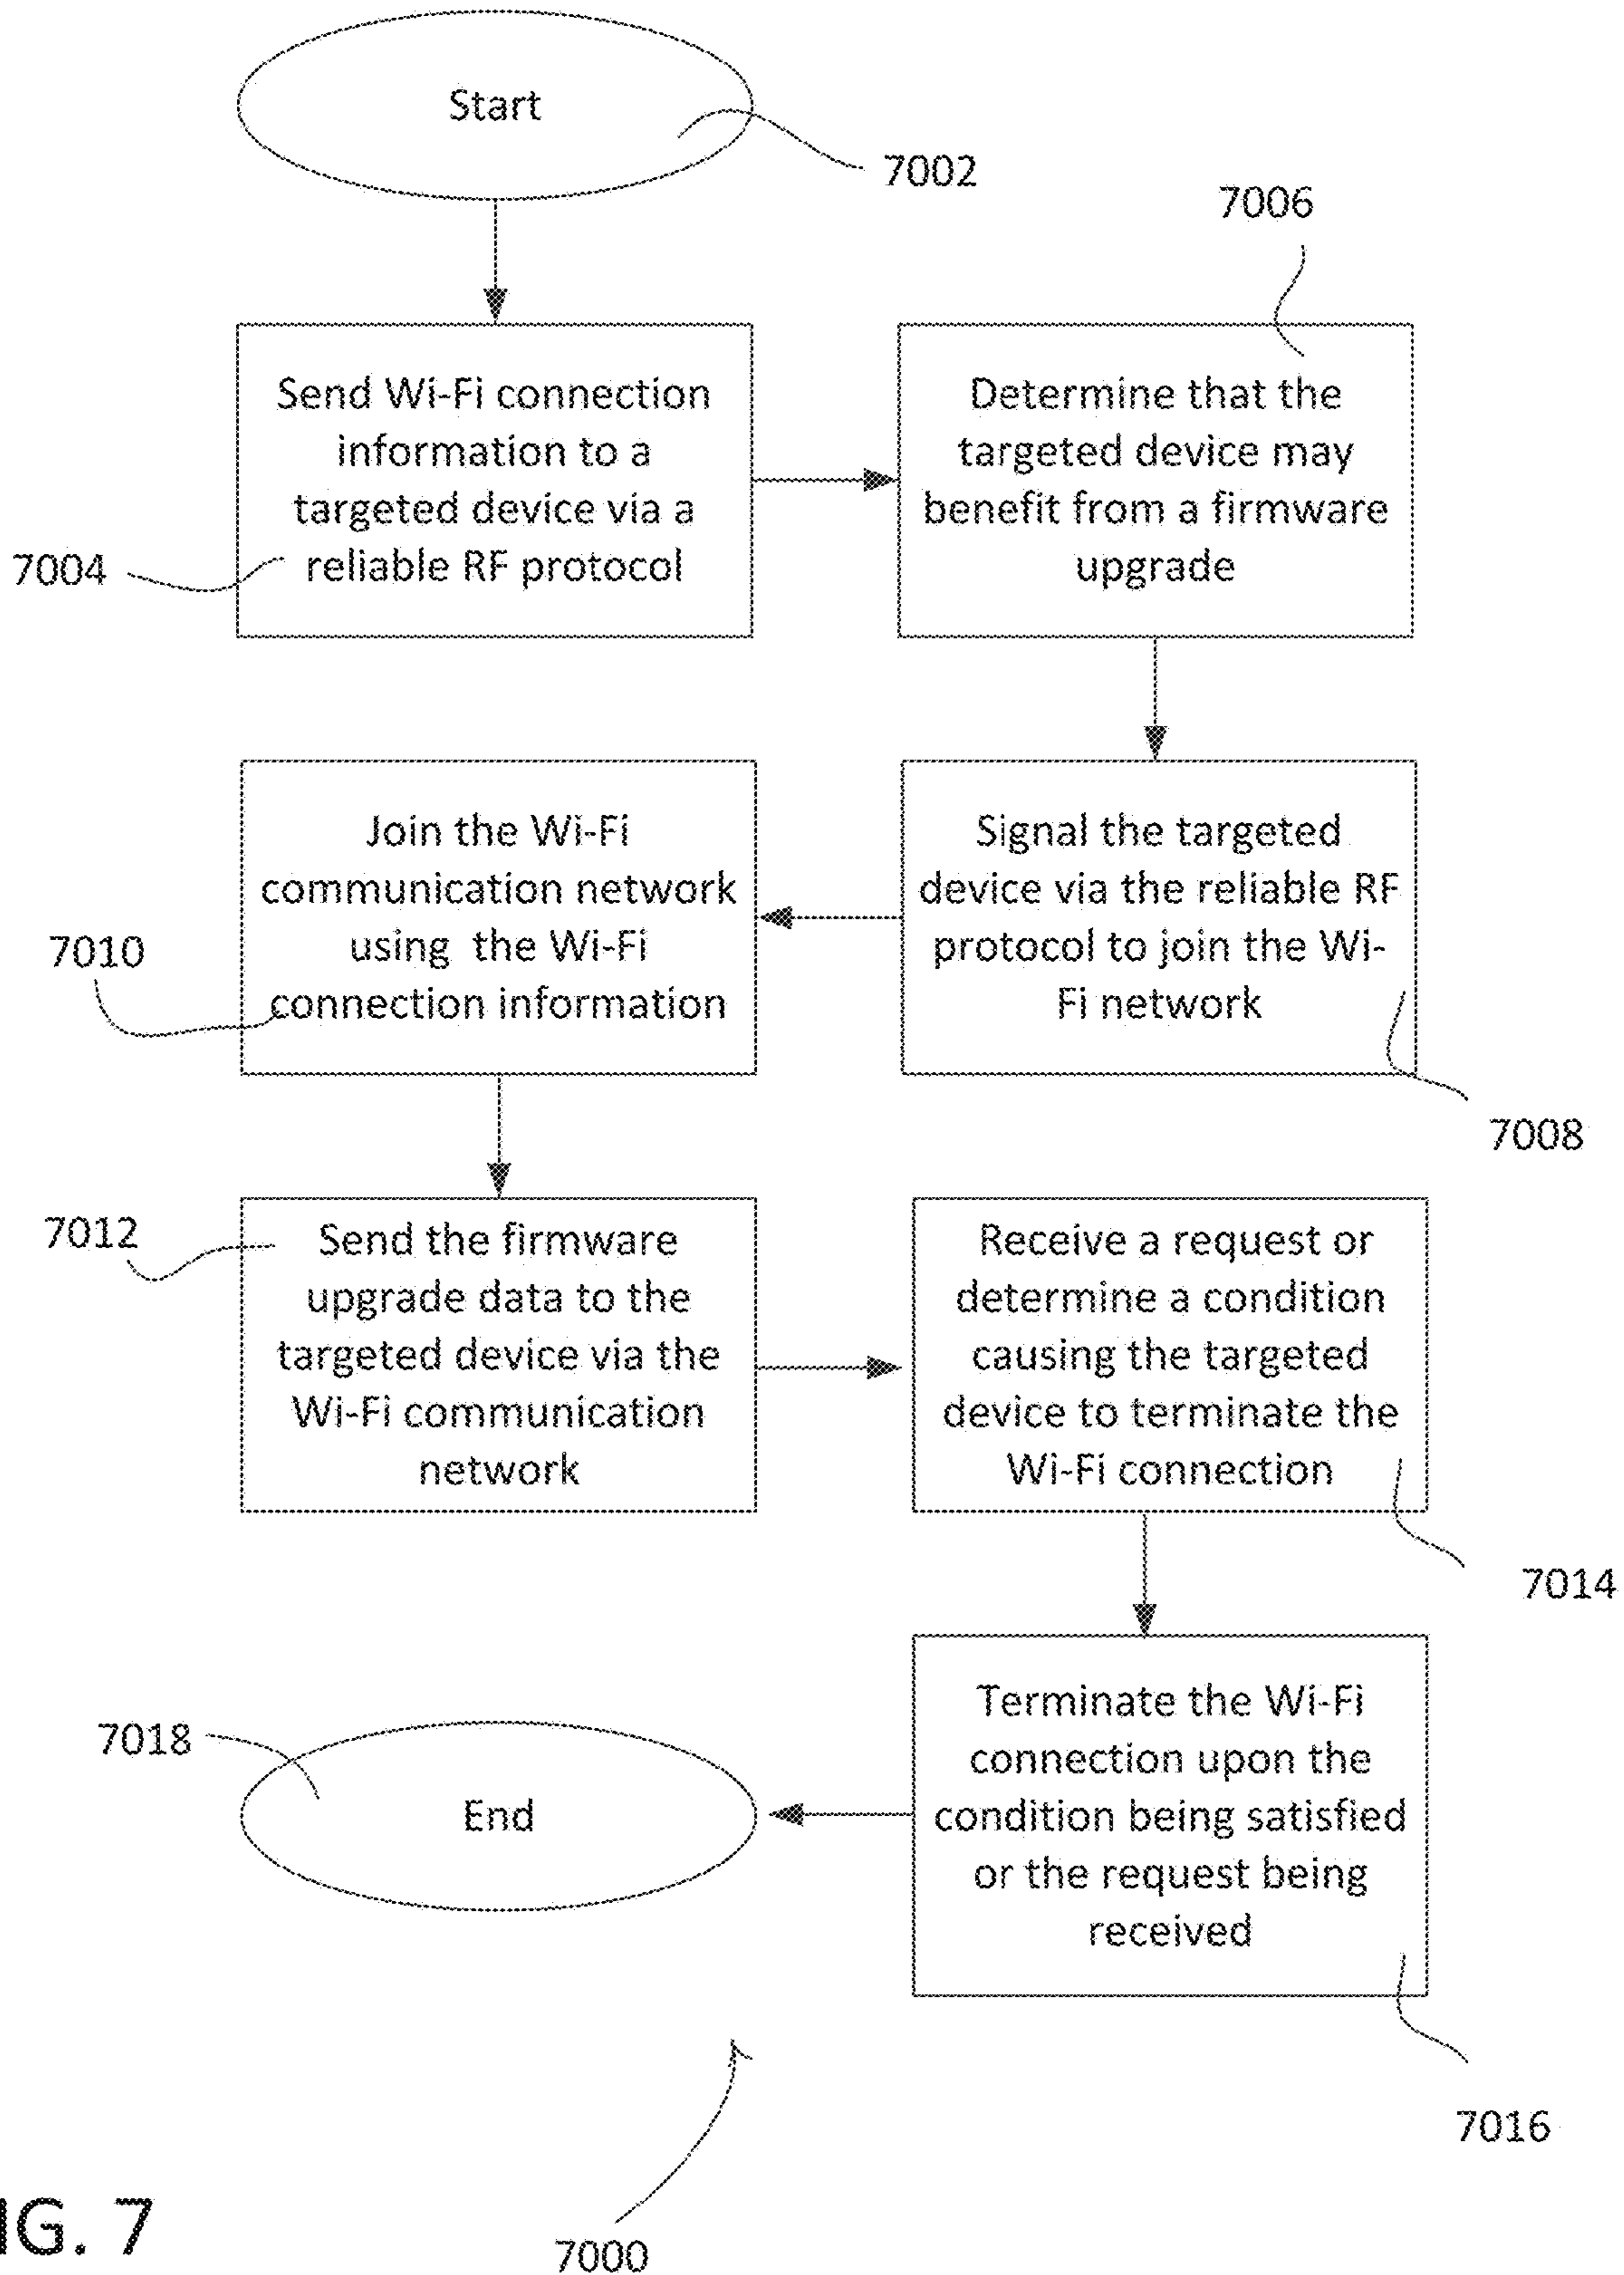 Start
7002
7006
Send Wi-Fi connection
information to a
targeted device via a
reliable RF protocol
7004
Determine that the
targeted device may
benefit from a firmware
upgrade
Join the Wi-Fi
communication network
using the Wi-Fi
connection information
7010
Signal the targeted
device via the reliable RF
protocol to join the Wi-
Fi network
7008
7012
Send the firmware
upgrade data to the
targeted device via the
Wi-Fi communication
network
Receive a request or
determine a condition
causing the targeted
device to terminate the
Wi-Fi connection
7014
7018
End
Terminate the Wi-Fi
connection upon the
condition being satisfied
or the request being
received
7016
7000
IG. 7